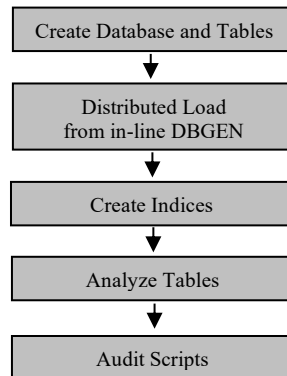 Create Database and Tables
Distributed Load
from in-line DBGEN
Create Indices
Analyze Tables
Audit Scripts